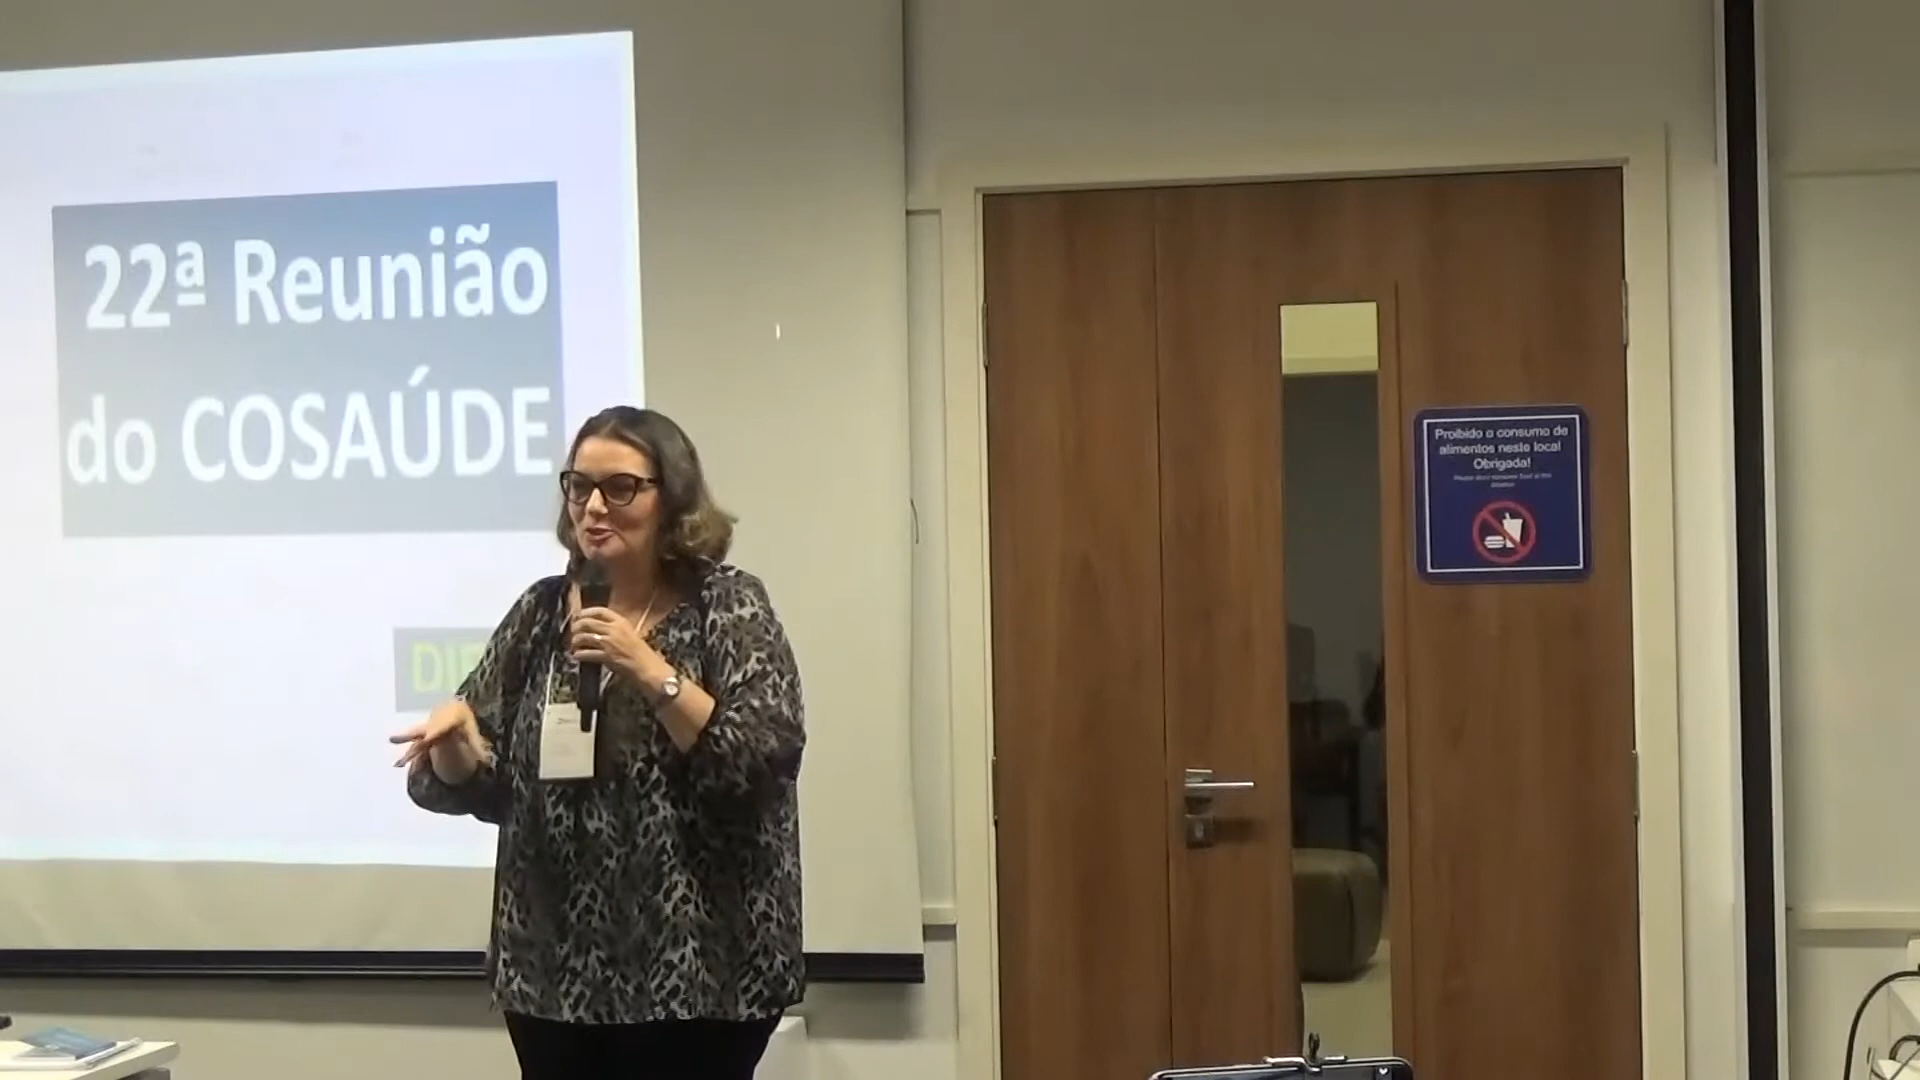 22ª Reunião
do COSAÚDE
Proibido o consumo de
alimentos neste local
Obrigada!